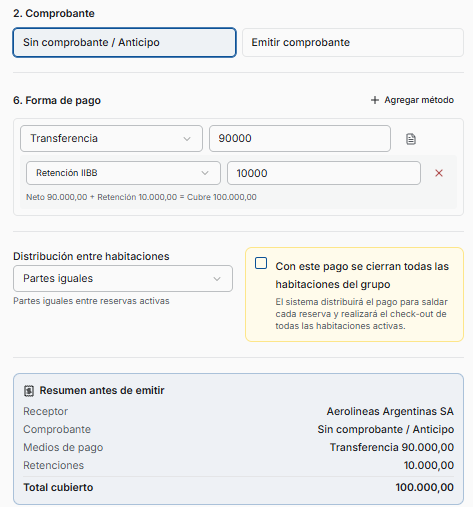 2. Comprobante
Sin comprobante / Anticipo
Emitir comprobante
6. Forma de pago
+ Agregar método
Transferencia
90000
Retención IIBB
10000
Neto 90.000,00 + Retención 10.000,00 = Cubre 100.000,00
Distribución entre habitaciones
Partes iguales
Partes iguales entre reservas activas
Con este pago se cierran todas las
habitaciones del grupo
El sistema distribuirá el pago para saldar
cada reserva y realizará el check-out de
todas las habitaciones activas.
Resumen antes de emitir
Receptor Aerolineas Argentinas SA
Comprobante Sin comprobante / Anticipo
Medios de pago Transferencia 90.000,00
Retenciones 10.000,00
Total cubierto 100.000,00